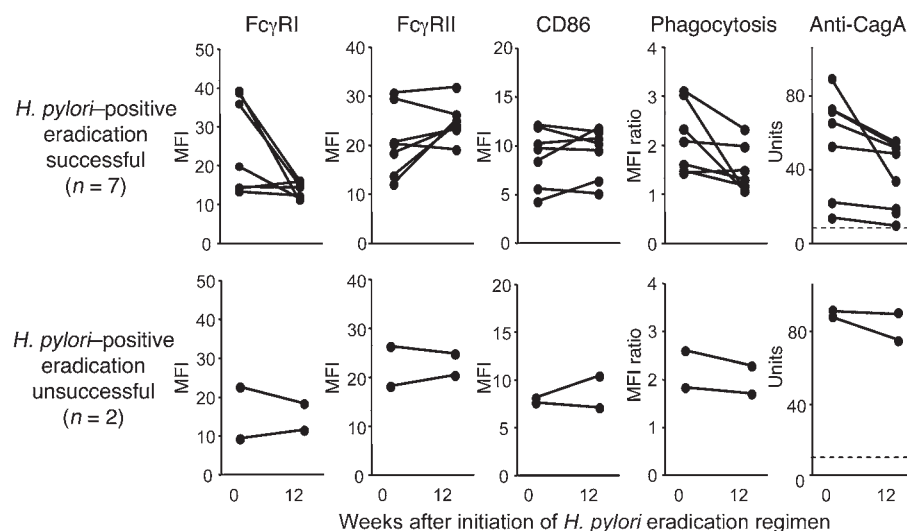 FcγRI FcγRII CD86 Phagocytosis Anti-CagA
H. pylori–positive
eradication
successful
(n = 7)
MFI
50
40
30
20
10
0
MFI
40
30
20
10
0
MFI
20
15
10
5
0
MFI ratio
4
3
2
1
0
Units
80
40
0
H. pylori–positive
eradication
unsuccessful
(n = 2)
MFI
50
40
30
20
10
0
0 12
MFI
40
30
20
10
0
0 12
MFI
20
15
10
5
0
0 12
MFI ratio
4
3
2
1
0
0 12
Units
80
40
0
0 12
Weeks after initiation of H. pylori eradication regimen